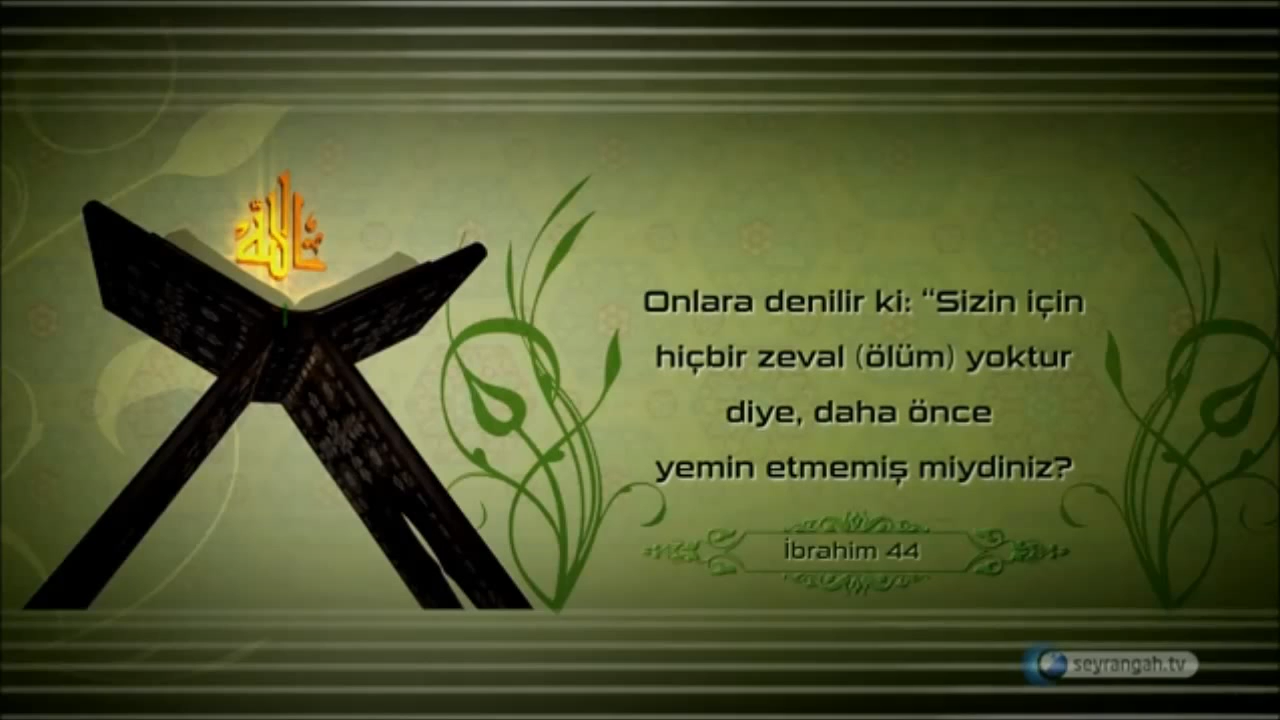 Onlara denilir ki: “Sizin için
hiçbir zeval (ölüm) yoktur
diye, daha önce
yemin etmemiş miydiniz?
İbrahim 44
seyrangah.tv